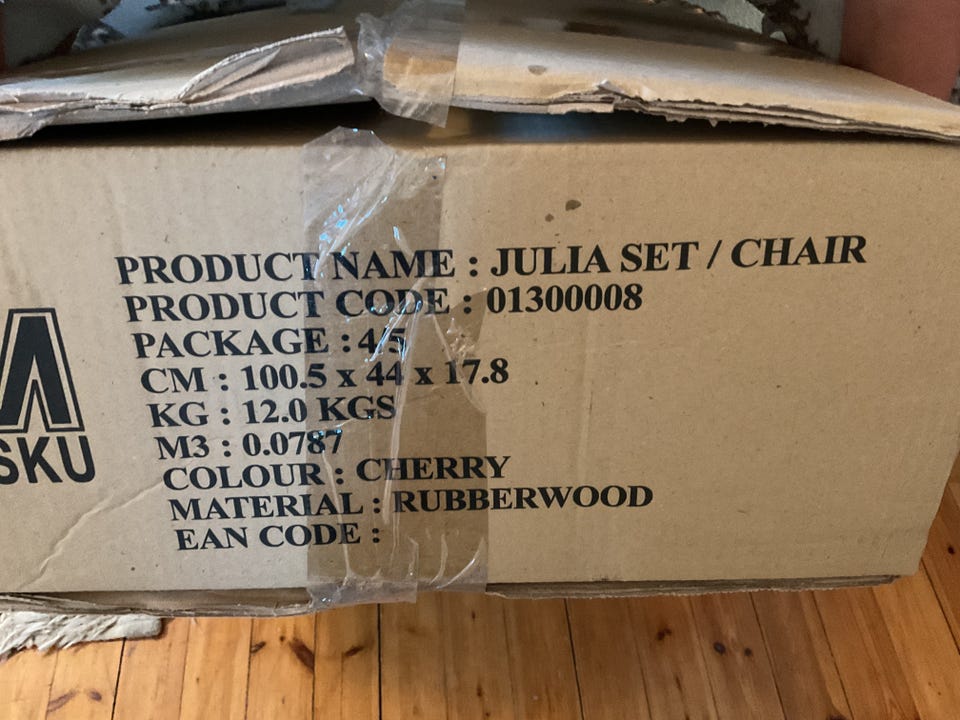 PRODUCT NAME : JULIA SET / CHAIR
PRODUCT CODE : 01300008
PACKAGE : 4/5
CM : 100.5 x 44 x 17.8
KG : 12.0 KGS
M3 : 0.0787
COLOUR : CHERRY
MATERIAL : RUBBERWOOD
EAN CODE :
SKU